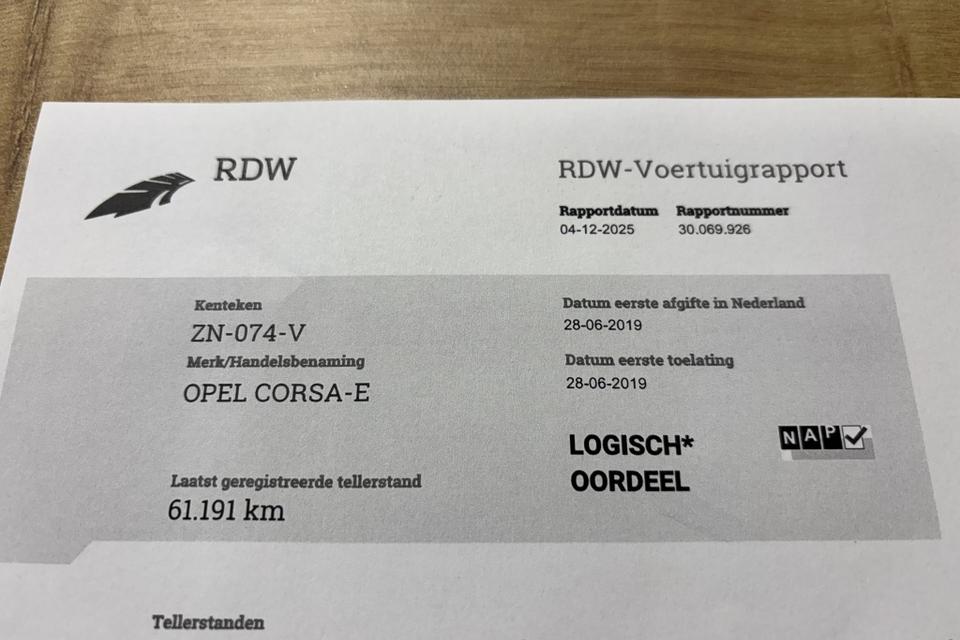 RDW
RDW-Voertuigrapport
Rapportdatum Rapportnummer
04-12-2025 30.069.926
Kenteken
ZN-074-V
Merk/Handelsbenaming
OPEL CORSA-E
Laatst geregistreerde tellerstand
61.191 km
Datum eerste afgifte in Nederland
28-06-2019
Datum eerste toelating
28-06-2019
LOGISCH*
OORDEEL
NAP
Tellerstanden